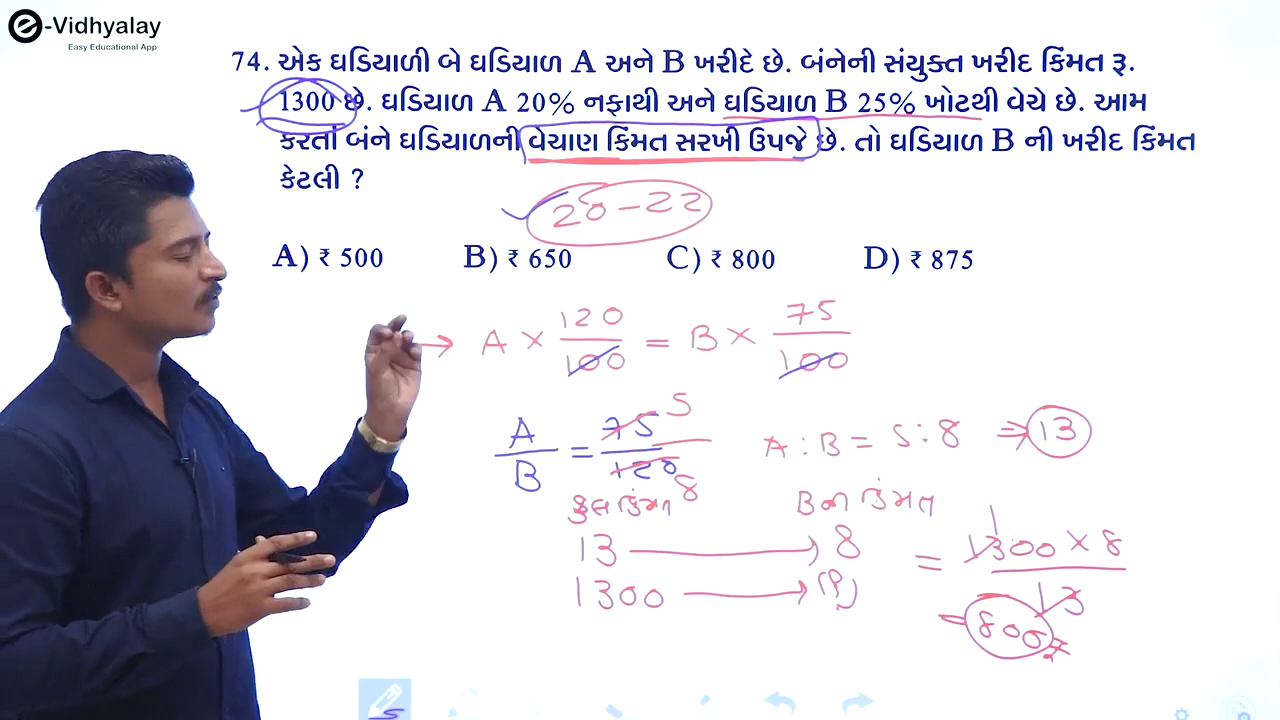 e-Vidhyalay
Easy Educational App
74. એક ઘડિયાળી બે ઘડિયાળ A અને B ખરીદે છે. બંનેની સંયુક્ત ખરીદ કિંમત રૂ.
1300 છે. ઘડિયાળ A 20% નફાથી અને ઘડિયાળ B 25% ખોટથી વેચે છે. આમ
કરતાં બંને ઘડિયાળની વેચાણ કિંમત સરખી ઉપજે છે. તો ઘડિયાળ B ની ખરીદ કિંમત
કેટલી ?
20-22
A) ₹ 500 B) ₹ 650 C) ₹ 800 D) ₹ 875
→ A × 120/100 = B × 75/100
A/B = 75/120 5/8 A : B = 5 : 8 ⇒ 13
કુલ કિંમત B ની કિંમત
13 → 8 = 1300 × 8 / 13
1300 → (?) = 800 ₹